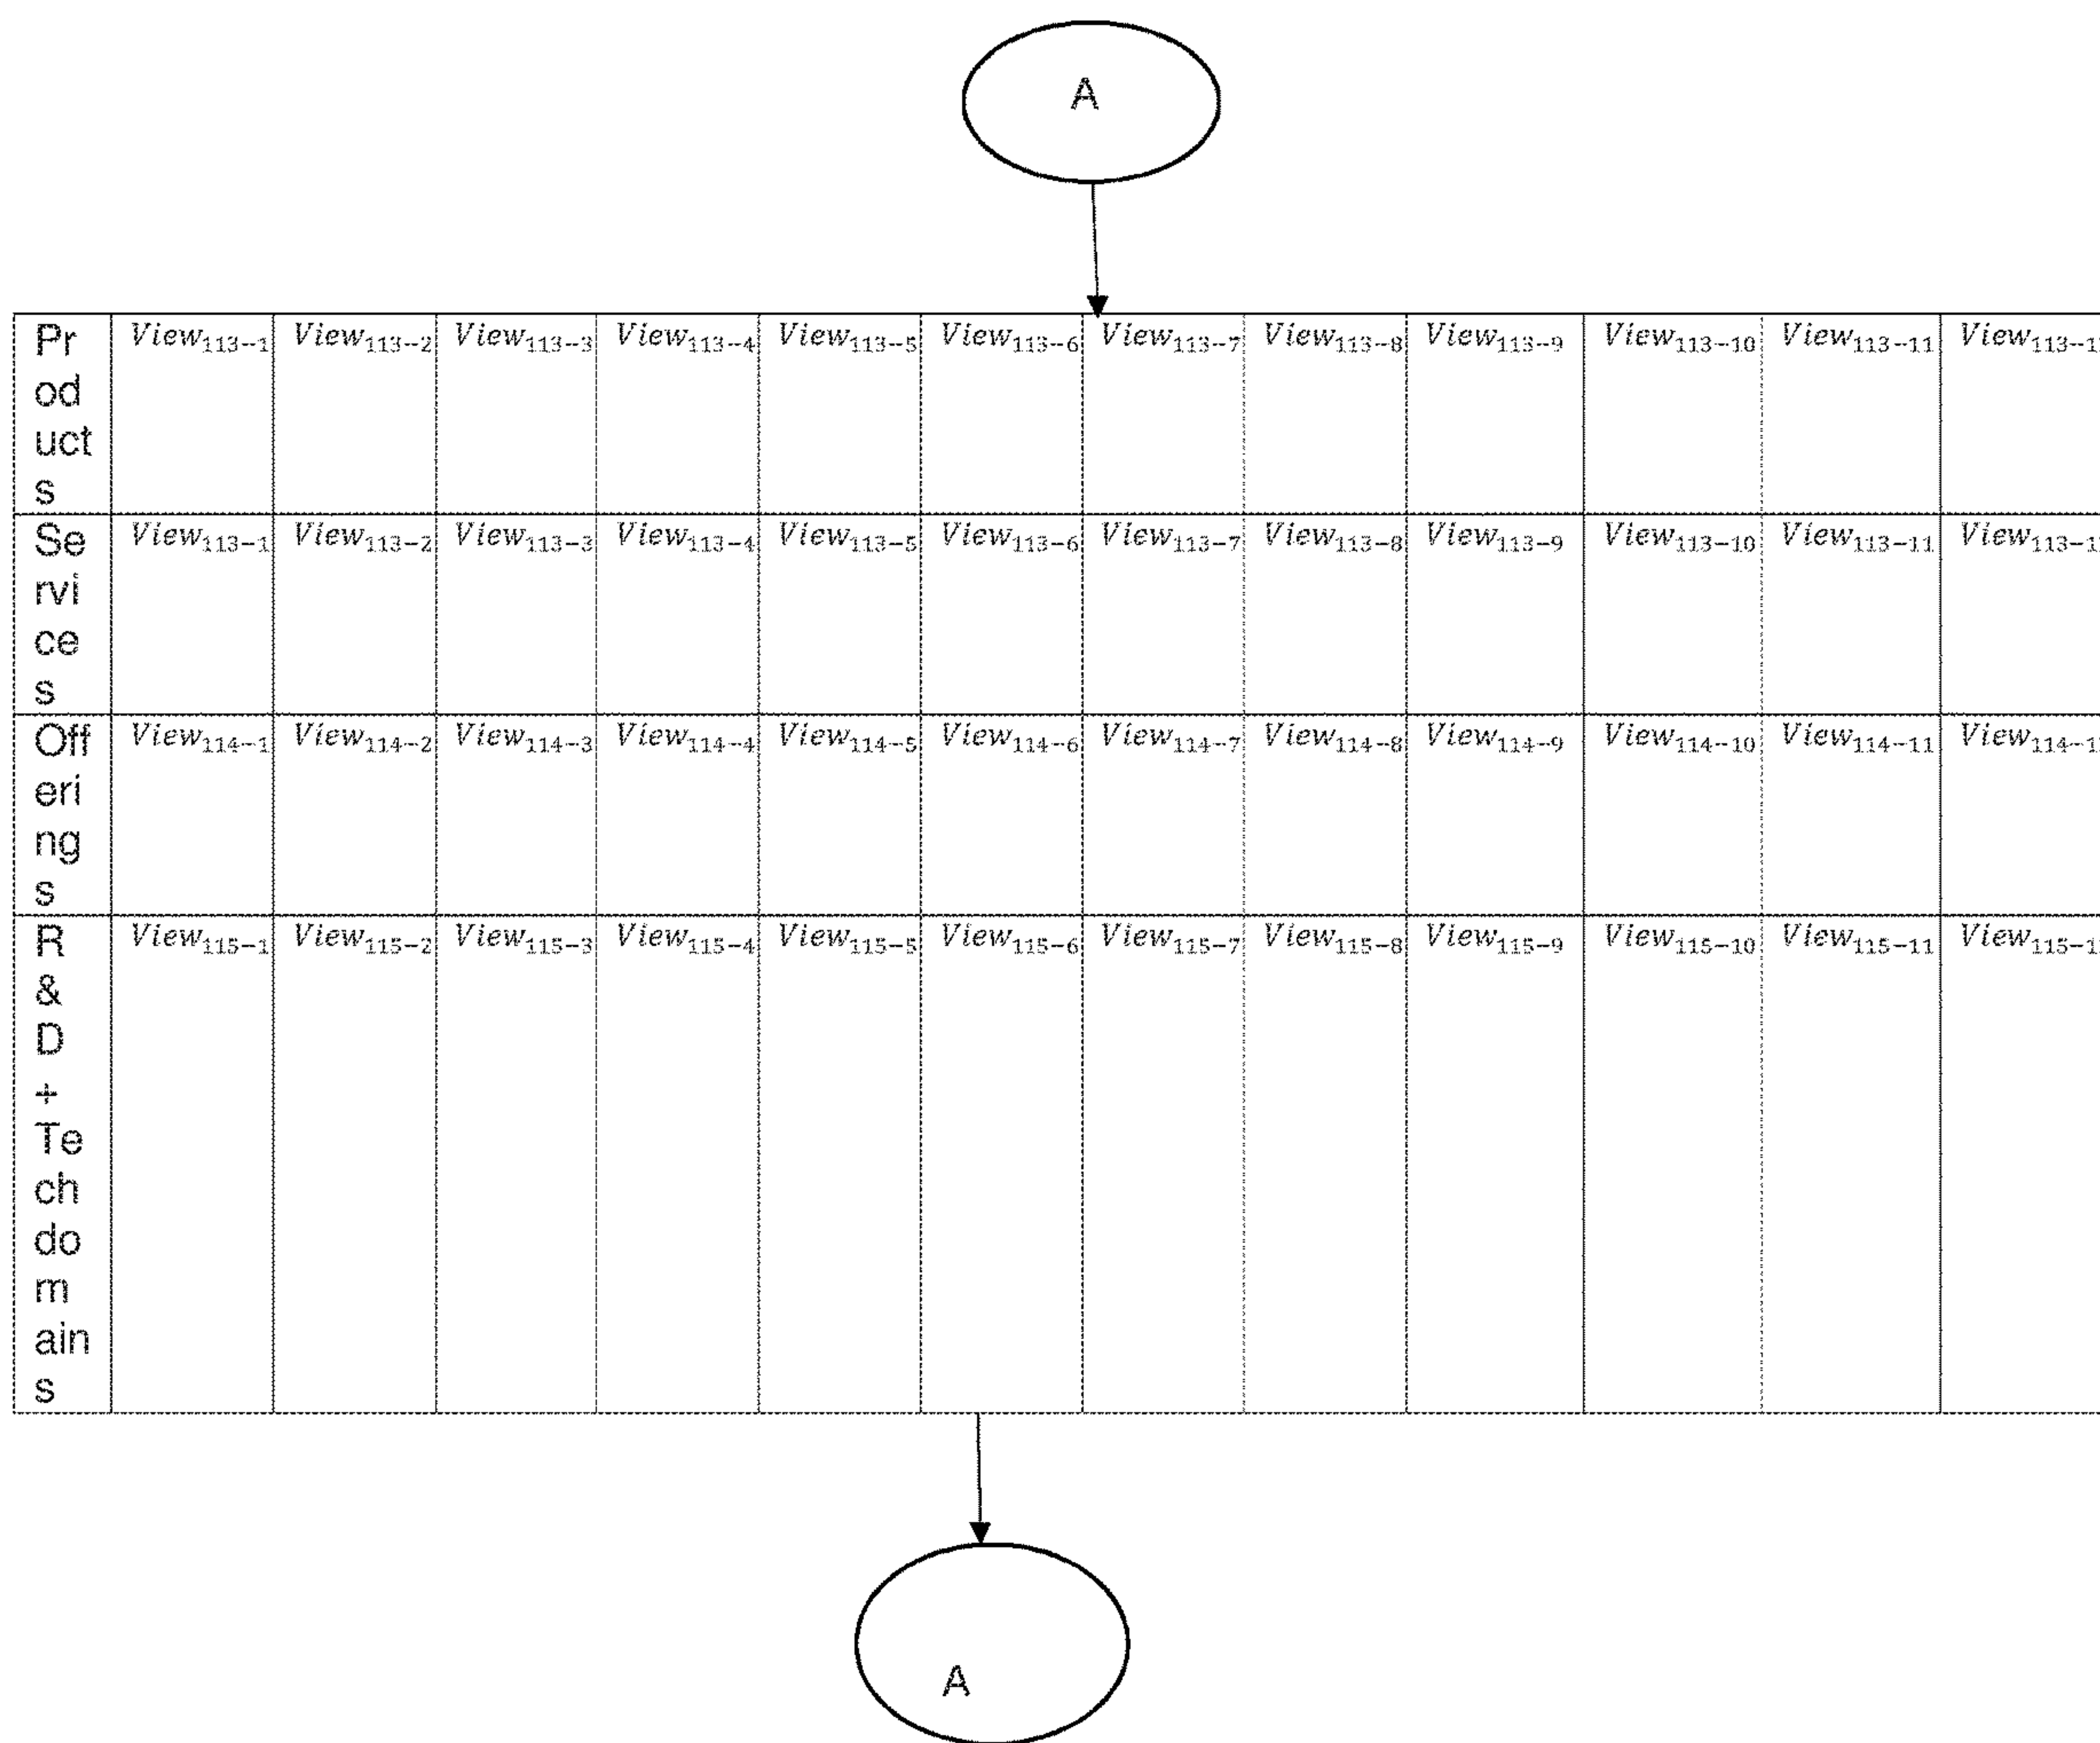 A
Pr
od
uct
s
View113-1 View113-2 View113-3 View113-4 View113-5 View113-6 View113-7 View113-8 View113-9 View113-10 View113-11
Se
rvi
ce
s
View113-1 View113-2 View113-3 View113-4 View113-5 View113-6 View113-7 View113-8 View113-9 View113-10 View113-11
Off
eri
ng
s
View114-1 View114-2 View114-3 View114-4 View114-5 View114-6 View114-7 View114-8 View114-9 View114-10 View114-11
R
&
D
+
Te
ch
do
m
ain
s
View115-1 View115-2 View115-3 View115-4 View115-5 View115-6 View115-7 View115-8 View115-9 View115-10 View115-11
A